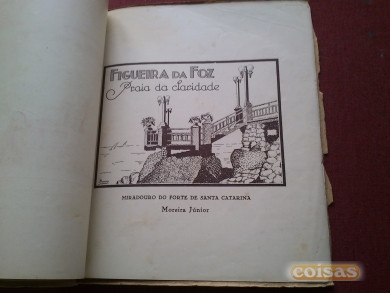 FIGUEIRA DA FOZ
Praia da claridade
MIRADOURO DO FORTE DE SANTA CATARINA
Moreira Júnior
coisas